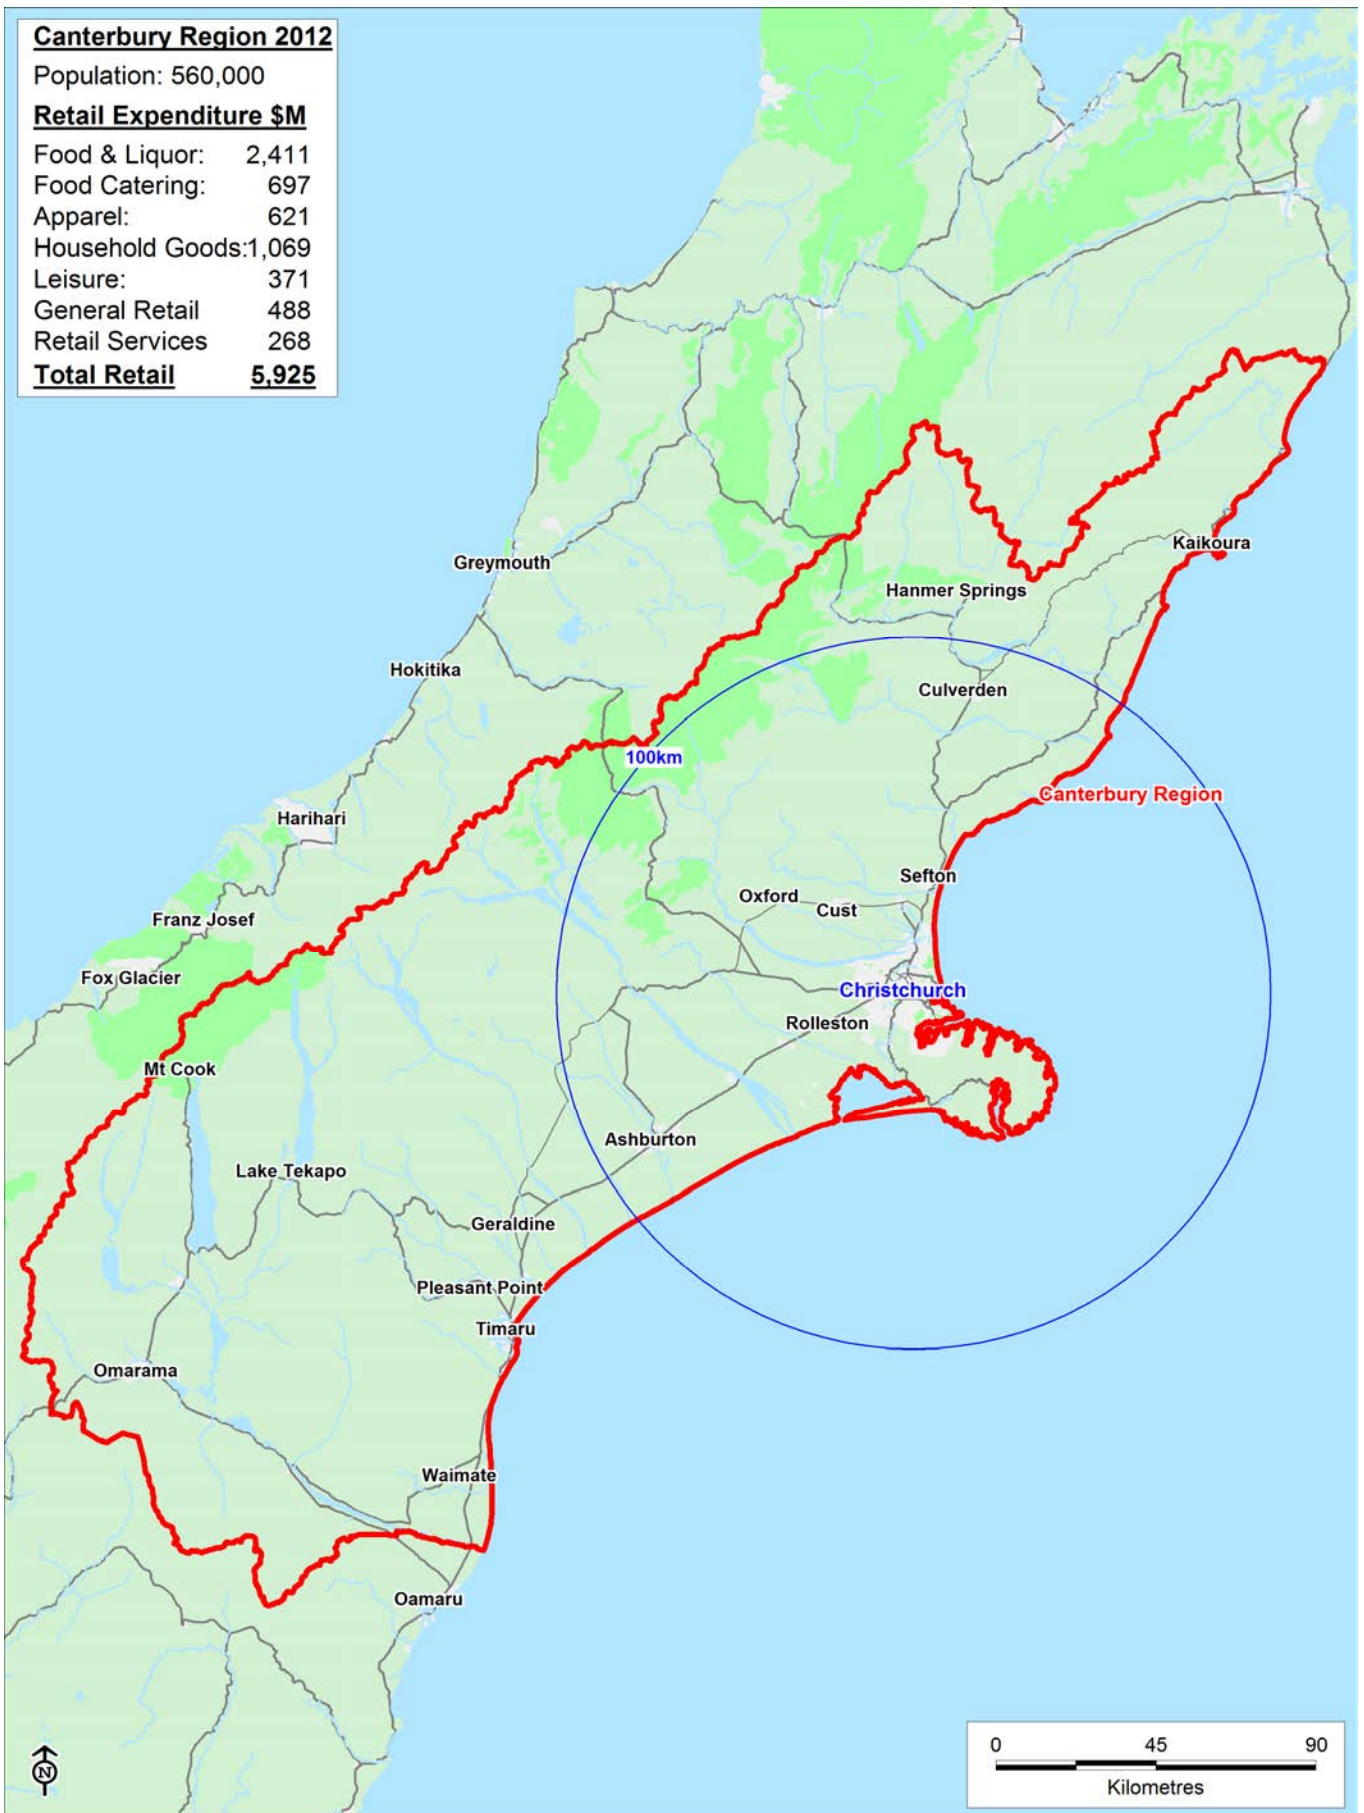 Canterbury Region 2012
Population: 560,000
Retail Expenditure $M
Food & Liquor: 2,411
Food Catering: 697
Apparel: 621
Household Goods:1,069
Leisure: 371
General Retail 488
Retail Services 268
Total Retail 5,925
Kaikoura
Greymouth
Hanmer Springs
Hokitika
Culverden
100km
Canterbury Region
Harihari
Sefton
Oxford
Cust
Franz Josef
Fox Glacier
Christchurch
Rolleston
Mt Cook
Ashburton
Lake Tekapo
Geraldine
Pleasant Point
Timaru
Omarama
Waimate
Oamaru
N
0 45 90
Kilometres